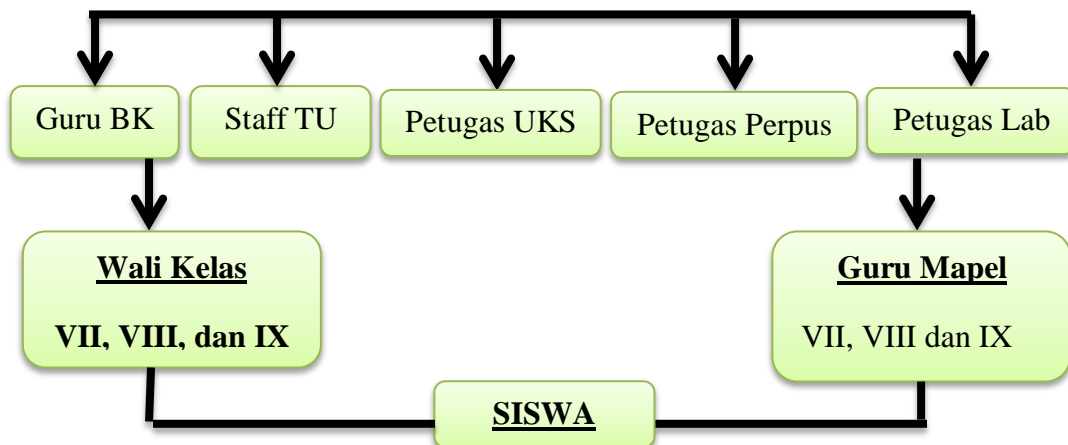 Guru BK
Staff TU
Petugas UKS
Petugas Perpus
Petugas Lab
Wali Kelas
VII, VIII, dan IX
Guru Mapel
VII, VIII dan IX
SISWA